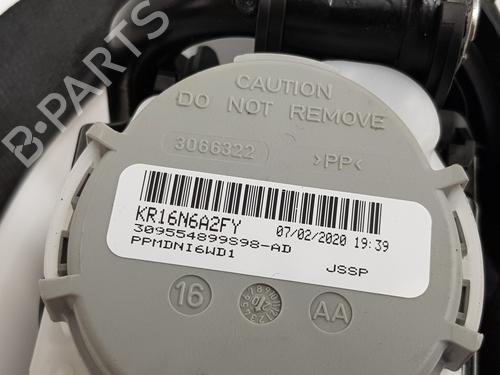 B-PARTS
CAUTION
DO NOT REMOVE
3066322
>PP<
KR16N6A2FY 07/02/2020 19:39
309554899S98-AD
PPMDNI6WD1
JSSP
16
AA